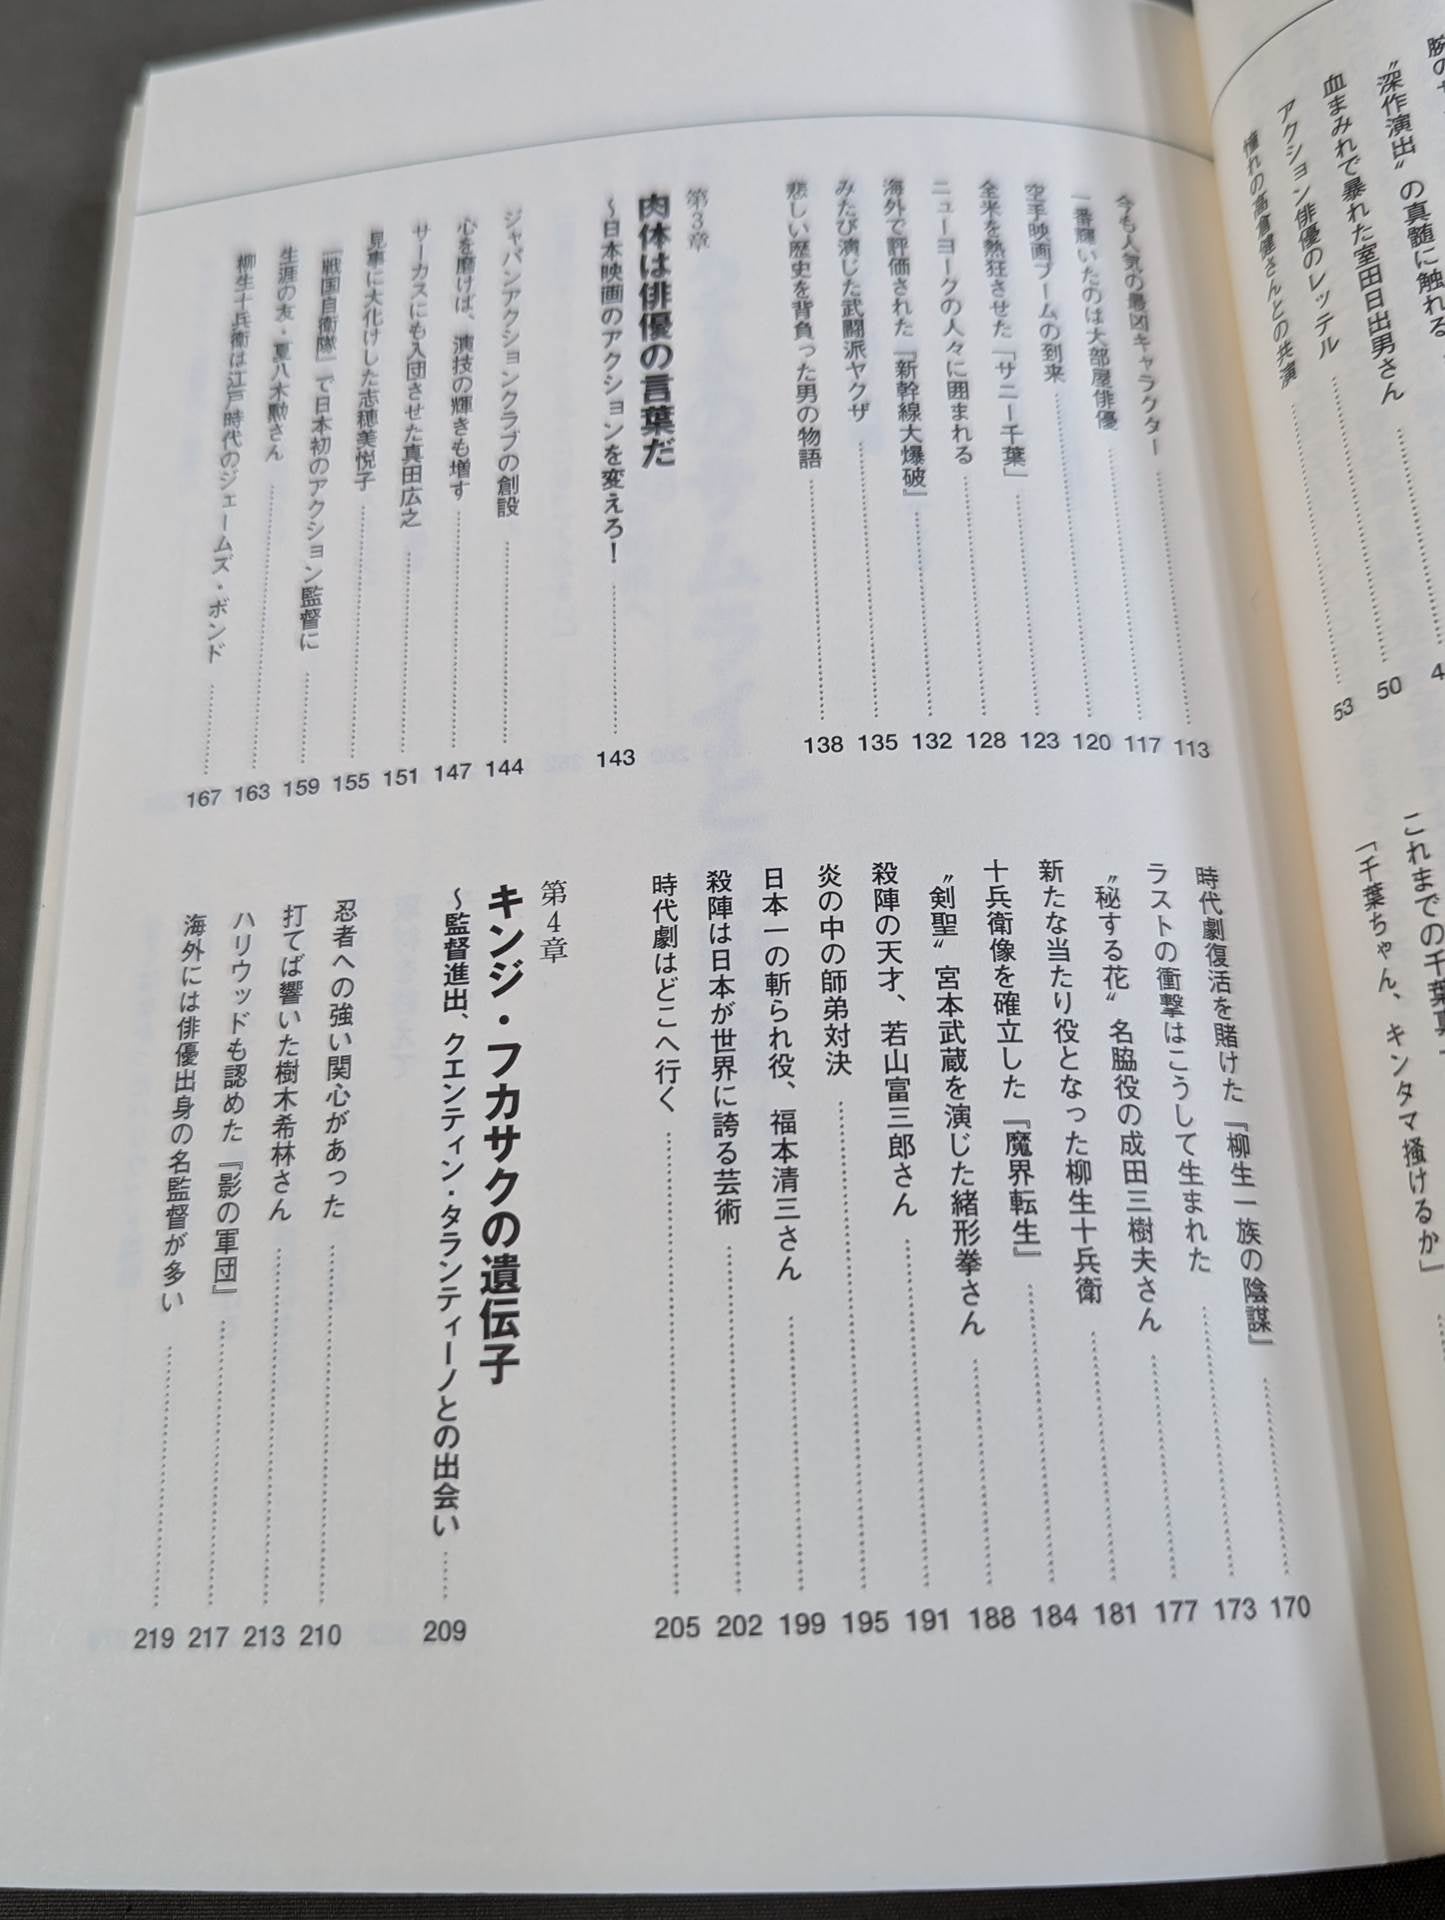 "深作演出"の真髄に触れる
血まみれで暴れた室田日出男さん 50
アクション俳優のレッテル 53
憧れの高倉健さんとの共演
これまでの千葉真一
「千葉ちゃん、キンタマ掻けるか」
今も人気の最凶キャラクター 113
一番輝いたのは大部屋俳優 117
空手映画ブームの到来 120
全米を熱狂させた「サニー千葉」 123
ニューヨークの人々に囲まれる 128
海外で評価された『新幹線大爆破』 132
みたび演じた武闘派ヤクザ 135
悲しい歴史を背負った男の物語 138
第3章
肉体は俳優の言葉だ
〜日本映画のアクションを変えろ! 143
ジャパンアクションクラブの創設 144
心を磨けば、演技の輝きも増す 147
サーカスにも入団させた真田広之 151
見事に大化けした志穂美悦子 155
『戦国自衛隊』で日本初のアクション監督に 159
生涯の友・夏八木勲さん 163
柳生十兵衛は江戸時代のジェームズ・ボンド 167
時代劇復活を賭けた『柳生一族の陰謀』 170
ラストの衝撃はこうして生まれた 173
"秘する花"名脇役の成田三樹夫さん 177
新たな当たり役となった柳生十兵衛 181
十兵衛像を確立した『魔界転生』 184
"剣聖"宮本武蔵を演じた緒形拳さん 188
殺陣の天才、若山富三郎さん 191
炎の中の師弟対決 195
日本一の斬られ役、福本清三さん 199
殺陣は日本が世界に誇る芸術 202
時代劇はどこへ行く 205
第4章
キンジ・フカサクの遺伝子
〜監督進出、クエンティン・タランティーノとの出会い 209
忍者への強い関心があった 210
打てば響いた樹木希林さん 213
ハリウッドも認めた『影の軍団』 217
海外には俳優出身の名監督が多い 219